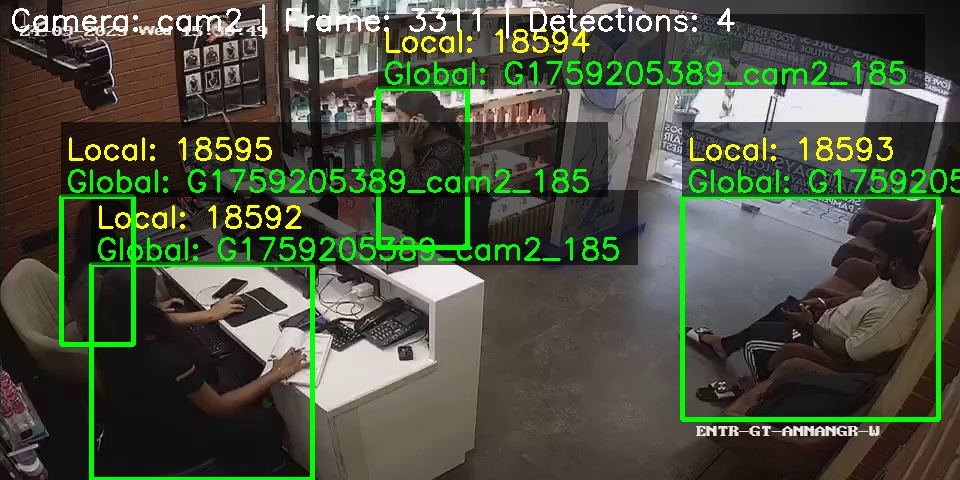 Camera: cam2 | Frame: 3311 | Detections: 4
Local: 18594
Global: G1759205389_cam2_185
Local: 18595
Global: G1759205389_cam2_185
Local: 18593
Global: G1759205
Local: 18592
Global: G1759205389_cam2_185
ENTR-GT-ANNANGR-W